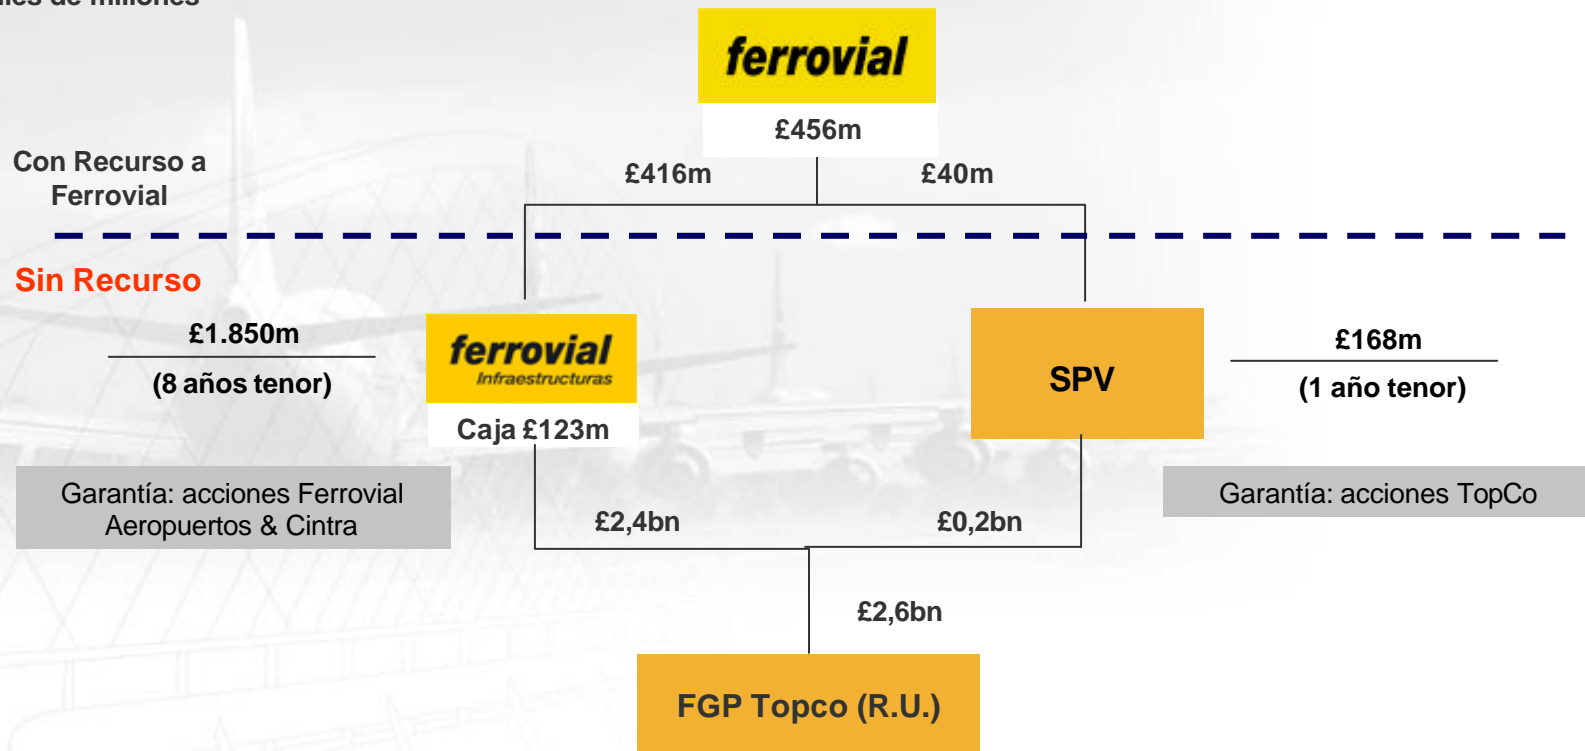 de millones
ferrovial
£456m
Con Recurso a
Ferrovial
£416m
£40m
Sin Recurso
£1.850m
(8 años tenor)
ferrovial
Infraestructuras
Caja £123m
SPV
£168m
(1 año tenor)
Garantía: acciones Ferrovial
Aeropuertos & Cintra
Garantía: acciones TopCo
£2,4bn
£0,2bn
£2,6bn
FGP Topco (R.U.)